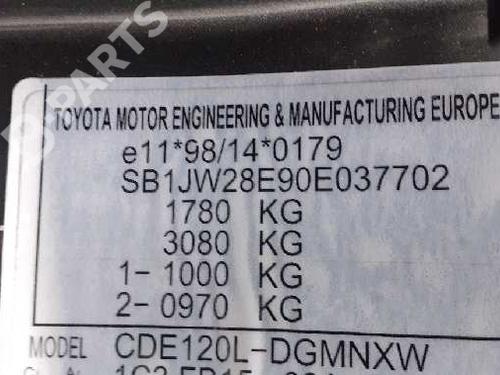 B-PARTS
TOYOTA MOTOR ENGINEERING & MANUFACTURING EUROPE
e11*98/14*0179
SB1JW28E90E037702
1780 KG
3080 KG
1- 1000 KG
2- 0970 KG
MODEL CDE120L-DGMNXW